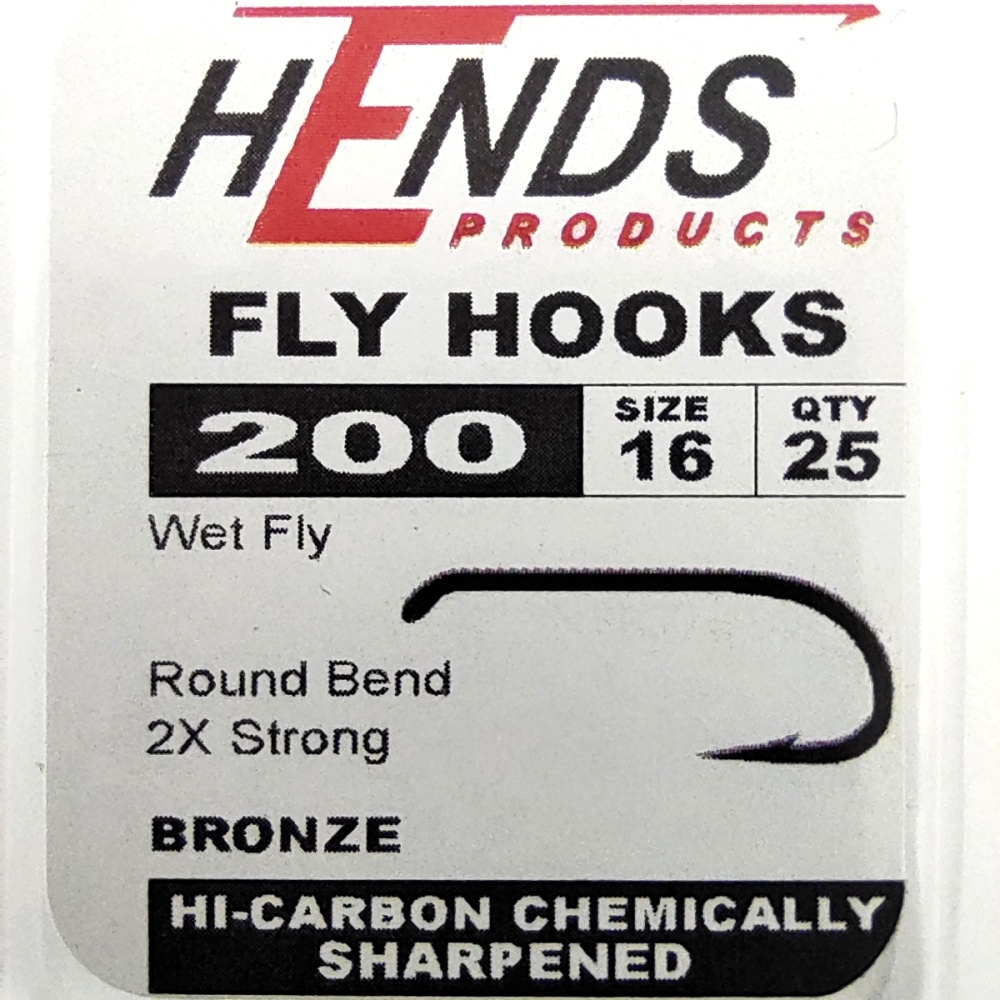 HENDS
PRODUCTS
FLY HOOKS
200 SIZE 16 QTY 25
Wet Fly
Round Bend
2X Strong
BRONZE
HI-CARBON CHEMICALLY
SHARPENED